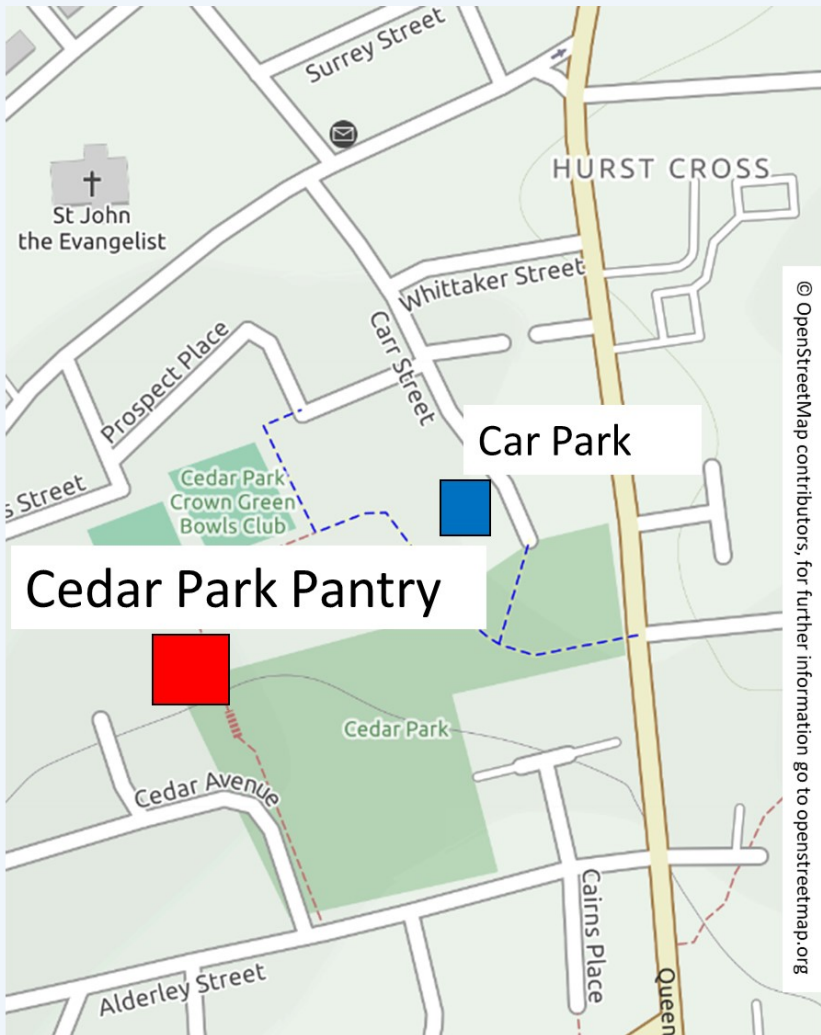 Surrey Street
HURST CROSS
St John
the Evangelist
Whittaker Street
Carr Street
Prospect Place
Car Park
s Street
Cedar Park
Crown Green
Bowls Club
Cedar Park Pantry
Cedar Park
Cedar Avenue
Cairns Place
Alderley Street
Queen
© OpenStreetMap contributors, for further information go to openstreetmap.org